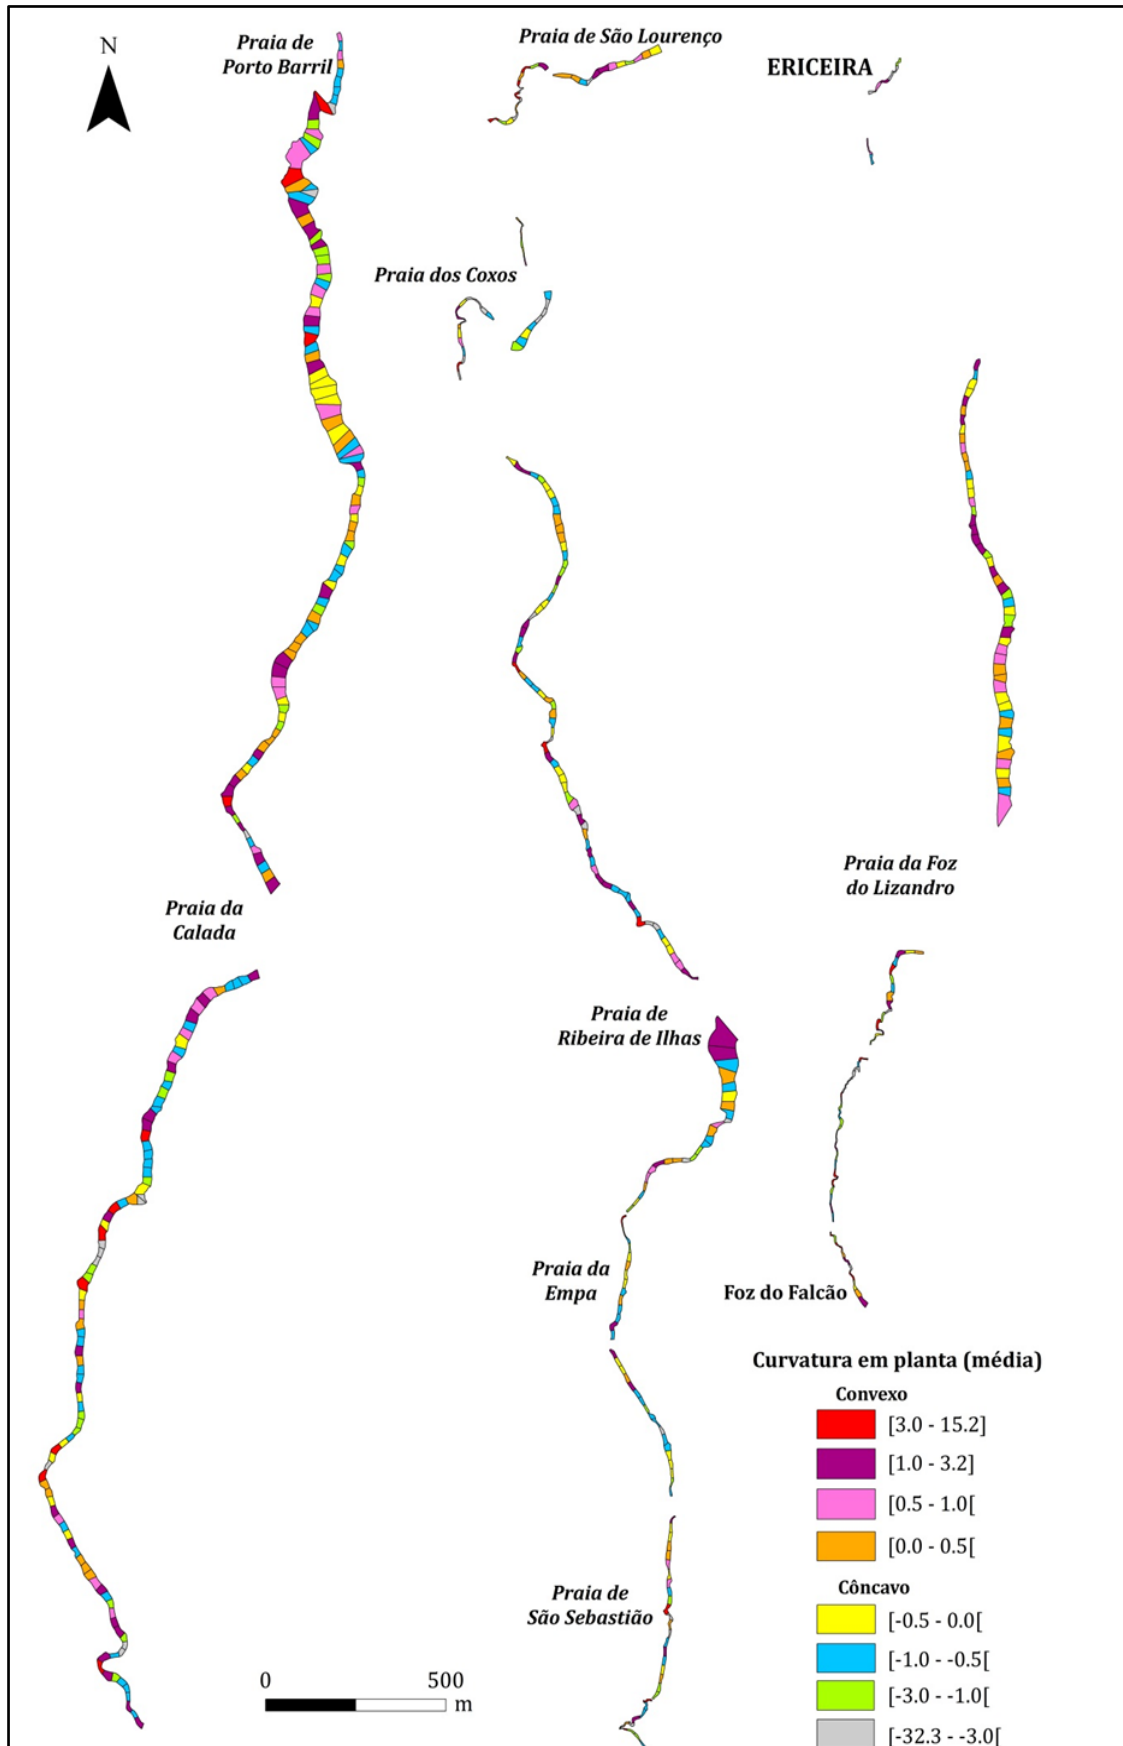 N
Praia de
Porto Barril
Praia de São Lourenço
ERICEIRA
Praia dos Coxos
Praia da Foz
do Lizandro
Praia da
Calada
Praia de
Ribeira de Ilhas
Praia da
Empa
Foz do Falcão
Praia de
São Sebastião
Curvatura em planta (média)
Convexo
[3.0 - 15.2]
[1.0 - 3.2]
[0.5 - 1.0[
[0.0 - 0.5[
Côncavo
[-0.5 - 0.0[
[-1.0 - -0.5[
[-3.0 - -1.0[
[-32.3 - -3.0[
0 500
m